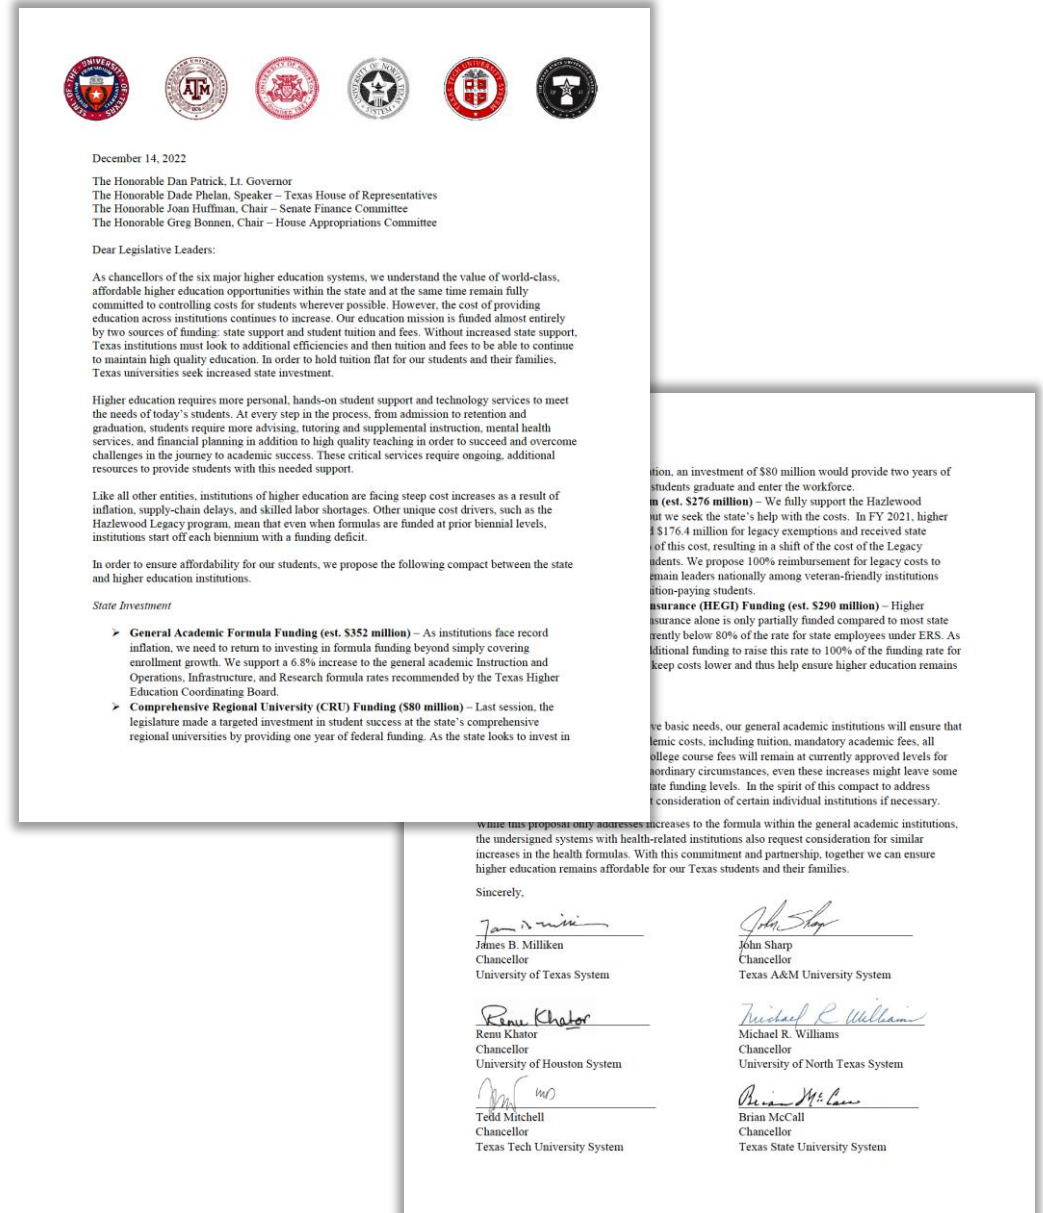 December 14, 2022
The Honorable Dan Patrick, Lt. Governor
The Honorable Dade Phelan, Speaker – Texas House of Representatives
The Honorable Joan Huffman, Chair – Senate Finance Committee
The Honorable Greg Bonnen, Chair – House Appropriations Committee
Dear Legislative Leaders:
As chancellors of the six major higher education systems, we understand the value of world-class,
affordable higher education opportunities within the state and at the same time remain fully
committed to controlling costs for students wherever possible. However, the cost of providing
education across institutions continues to increase. Our education mission is funded almost entirely
by two sources of funding: state support and student tuition and fees. Without increased state support,
Texas institutions must look to additional efficiencies and then tuition and fees to be able to continue
to maintain high quality education. In order to hold tuition flat for our students and their families,
Texas universities seek increased state investment.
Higher education requires more personal, hands-on student support and technology services to meet
the needs of today's students. At every step in the process, from admission to retention and
graduation, students require more advising, tutoring and supplemental instruction, mental health
services, and financial planning in addition to high quality teaching in order to succeed and overcome
challenges in the journey to academic success. These critical services require ongoing, additional
resources to provide students with this needed support.
Like all other entities, institutions of higher education are facing steep cost increases as a result of
inflation, supply-chain delays, and skilled labor shortages. Other unique cost drivers, such as the
Hazlewood Legacy program, mean that even when formulas are funded at prior biennial levels,
institutions start off each biennium with a funding deficit.
In order to ensure affordability for our students, we propose the following compact between the state
and higher education institutions.
State Investment
➢ General Academic Formula Funding (est. $352 million) – As institutions face record
inflation, we need to return to investing in formula funding beyond simply covering
enrollment growth. We support a 6.8% increase to the general academic Instruction and
Operations, Infrastructure, and Research formula rates recommended by the Texas Higher
Education Coordinating Board.
➢ Comprehensive Regional University (CRU) Funding ($80 million) – Last session, the
legislature made a targeted investment in student success at the state's comprehensive
regional universities by providing one year of federal funding. As the state looks to invest in
tion, an investment of $80 million would provide two years of
students graduate and enter the workforce.
m (est. $276 million) – We fully support the Hazlewood
ut we seek the state's help with the costs. In FY 2021, higher
$176.4 million for legacy exemptions and received state
of this cost, resulting in a shift of the cost of the Legacy
udents. We propose 100% reimbursement for legacy costs to
emain leaders nationally among veteran-friendly institutions
ition-paying students.
nsurance (HEGI) Funding (est. $290 million) – Higher
surance alone is only partially funded compared to most state
rently below 80% of the rate for state employees under ERS. As
ditional funding to raise this rate to 100% of the funding rate for
keep costs lower and thus help ensure higher education remains
ve basic needs, our general academic institutions will ensure that
emic costs, including tuition, mandatory academic fees, all
ollege course fees will remain at currently approved levels for
aordinary circumstances, even these increases might leave some
tate funding levels. In the spirit of this compact to address
consideration of certain individual institutions if necessary.
While this proposal only addresses increases to the formula within the general academic institutions,
the undersigned systems with health-related institutions also request consideration for similar
increases in the health formulas. With this commitment and partnership, together we can ensure
higher education remains affordable for our Texas students and their families.
Sincerely,
John Sharp
James B. Milliken
John Sharp
Chancellor
Chancellor
University of Texas System
Texas A&M University System
Renu Khator
Michael R Williams
Renu Khator
Michael R. Williams
Chancellor
Chancellor
University of Houston System
University of North Texas System
Brian McCall
Tedd Mitchell
Brian McCall
Chancellor
Chancellor
Texas Tech University System
Texas State University System